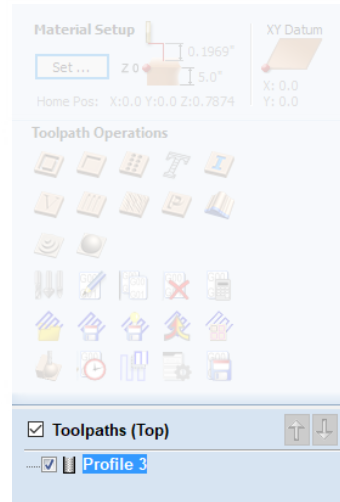 Material Setup
XY Datum
0.1969"
Set ...
Z 0
5.0"
X: 0.0
Home Pos: X:0.0 Y:0.0 Z:0.7874
Y: 0.0
Toolpath Operations
Toolpaths (Top)
Profile 3